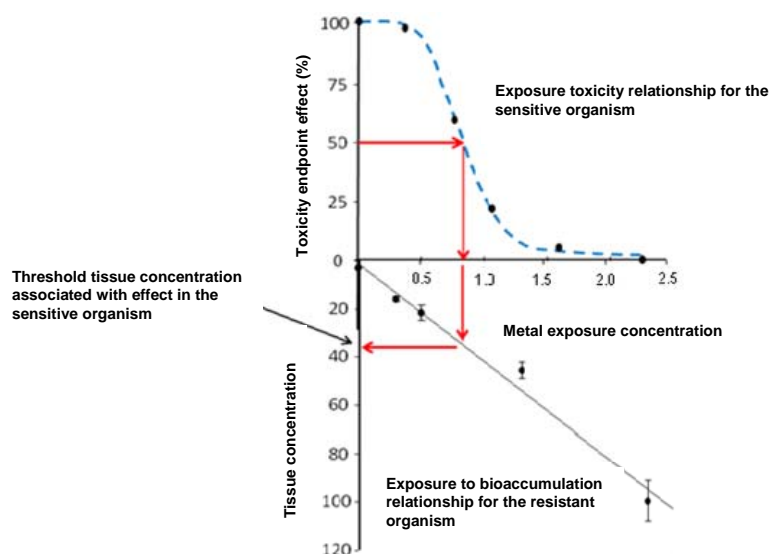 Toxicity endpoint effect (%)
100
75
50
25
0
Exposure toxicity relationship for the
sensitive organism
0.5
1.0
1.5
2.0
2.5
Threshold tissue concentration
associated with effect in the
sensitive organism
Metal exposure concentration
Tissue concentration
20
40
60
80
100
120
Exposure to bioaccumulation
relationship for the resistant
organism